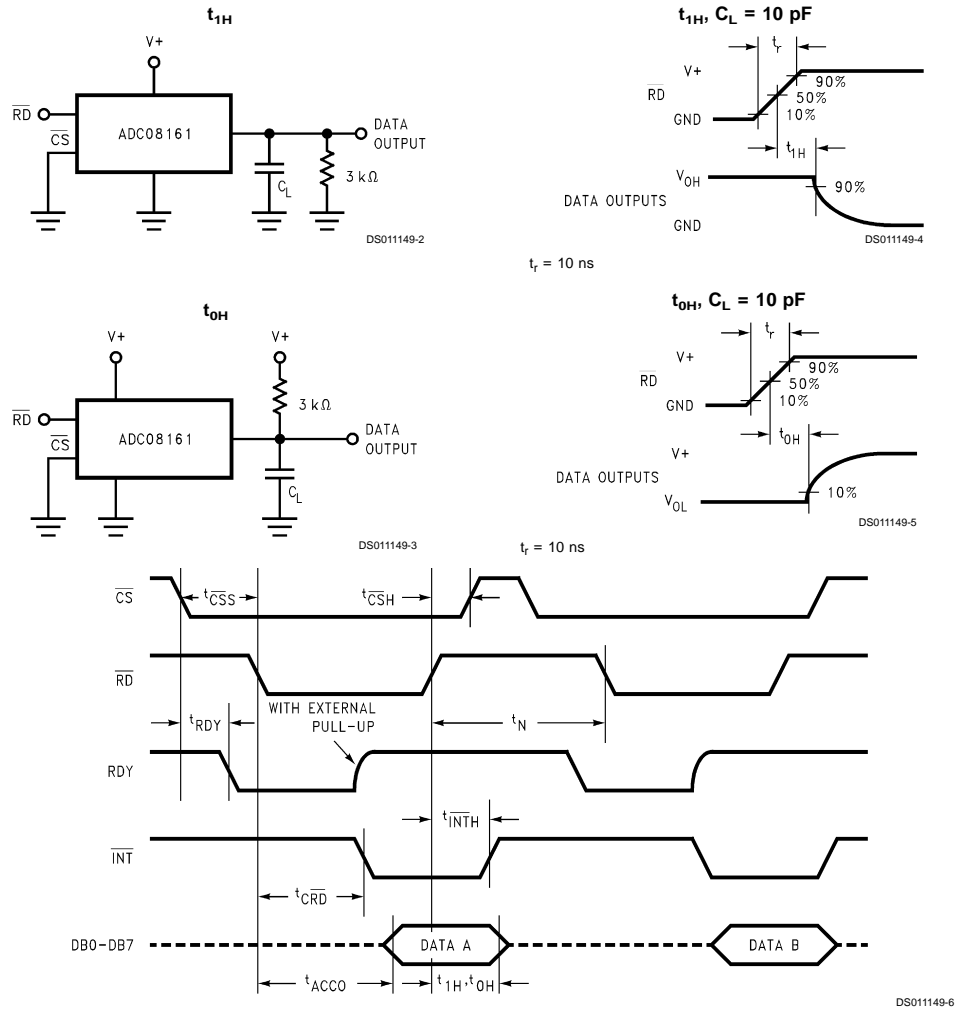 t1H
V+
RD
CS
ADC08161
DATA
OUTPUT
CL
3 kΩ
DS011149-2
t1H, CL = 10 pF
tr
V+
RD
GND
90%
50%
10%
t1H
VOH
DATA OUTPUTS
GND
90%
DS011149-4
tr = 10 ns
t0H
V+
V+
3 kΩ
RD
CS
ADC08161
DATA
OUTPUT
CL
DS011149-3
t0H, CL = 10 pF
tr
V+
RD
GND
90%
50%
10%
t0H
V+
DATA OUTPUTS
VOL
10%
DS011149-5
tr = 10 ns
CS
tCSS
tCSH
RD
WITH EXTERNAL
PULL-UP
tRDY
tN
RDY
tINTH
INT
tCRD
DB0-DB7
DATA A
DATA B
tACC0
t1H, t0H
DS011149-6